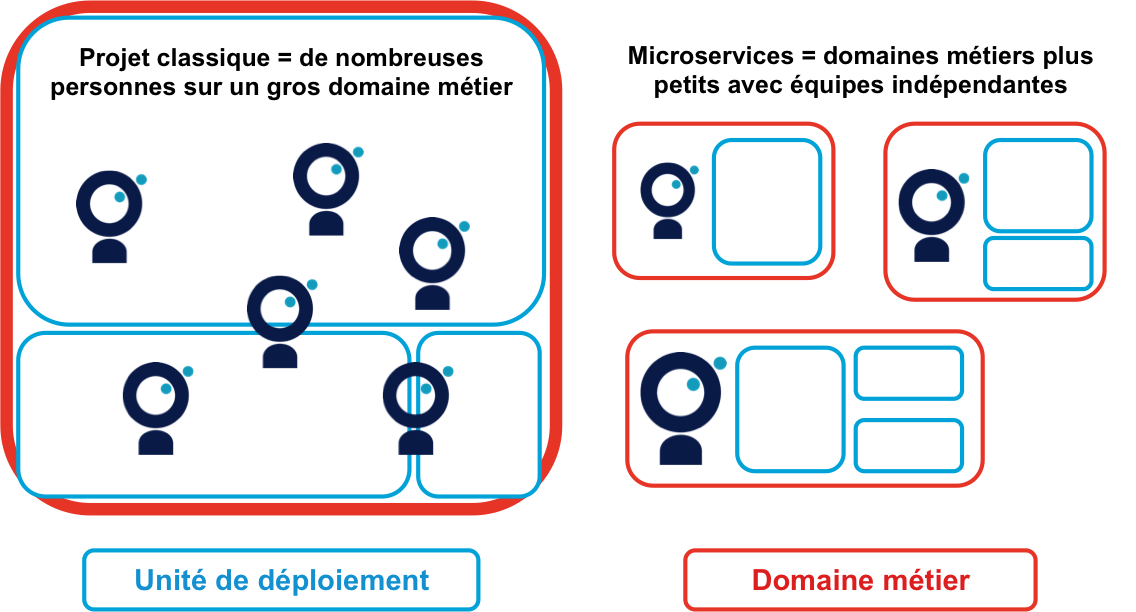 Projet classique = de nombreuses
personnes sur un gros domaine métier
Microservices = domaines métiers plus
petits avec équipes indépendantes
Unité de déploiement
Domaine métier